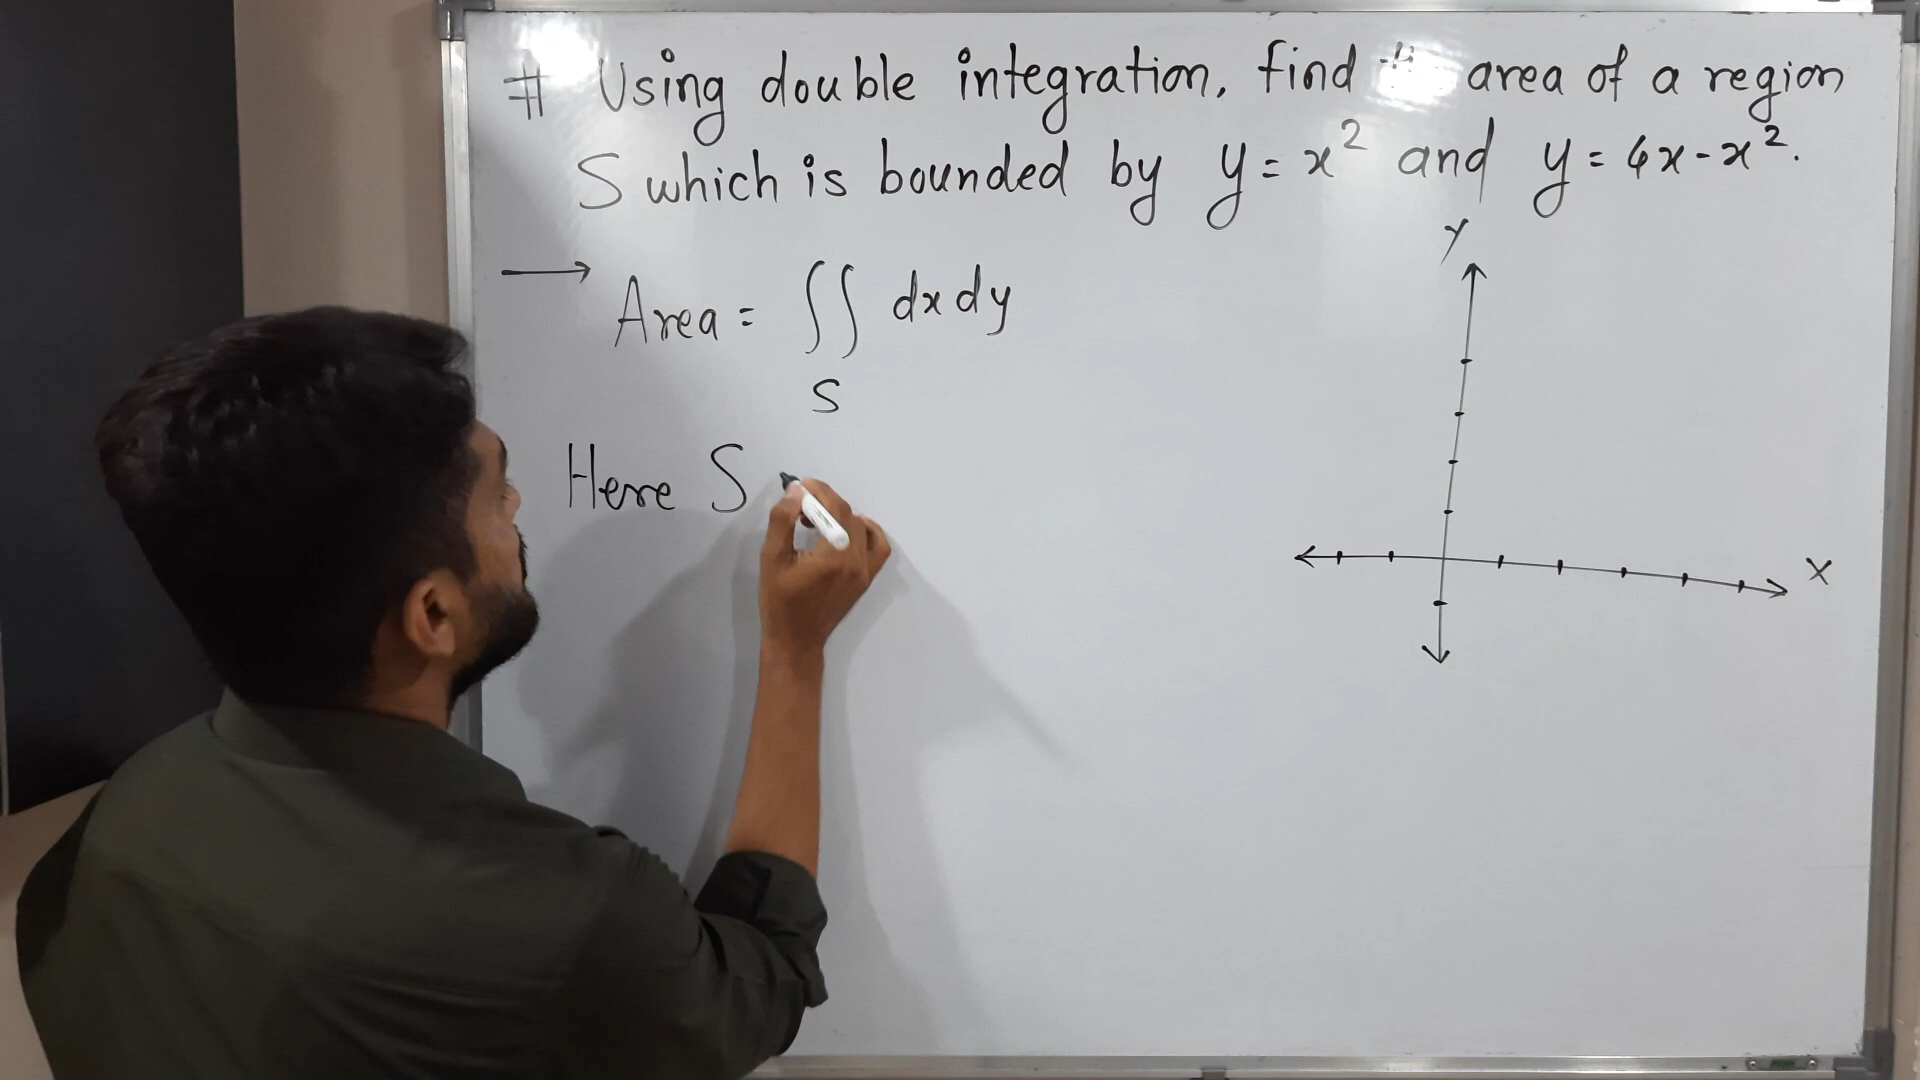 # Using double integration, find area of a region
S which is bounded by y = x² and y = 4x - x².
Y
→ Area = ∫∫ dx dy
S
Here S
X